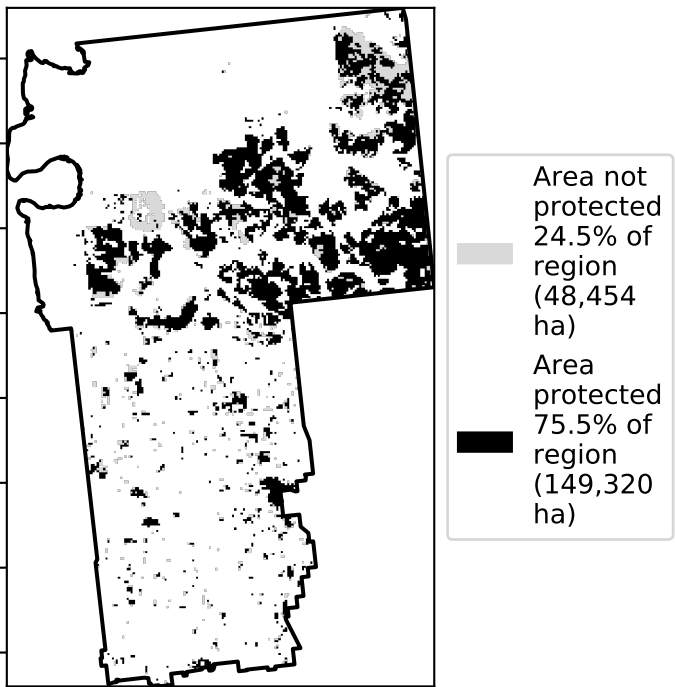 Area not
protected
24.5% of
region
(48,454
ha)
Area
protected
75.5% of
region
(149,320
ha)